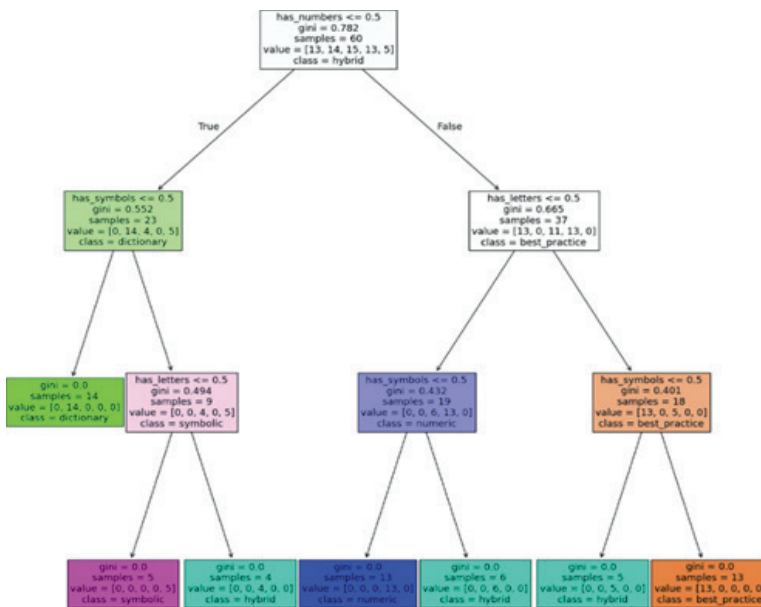 has_numbers <= 0.5
gini = 0.782
samples = 60
value = [13, 14, 15, 13, 5]
class = hybrid
True
False
has_symbols <= 0.5
gini = 0.552
samples = 23
value = [0, 14, 4, 0, 5]
class = dictionary
has_letters <= 0.5
gini = 0.665
samples = 37
value = [13, 0, 11, 13, 0]
class = best_practice
gini = 0.0
samples = 14
value = [0, 14, 0, 0, 0]
class = dictionary
has_letters <= 0.5
gini = 0.494
samples = 9
value = [0, 0, 4, 0, 5]
class = symbolic
has_symbols <= 0.5
gini = 0.432
samples = 19
value = [0, 0, 6, 13, 0]
class = numeric
has_symbols <= 0.5
gini = 0.401
samples = 18
value = [13, 0, 5, 0, 0]
class = best_practice
gini = 0.0
samples = 5
value = [0, 0, 0, 0, 5]
class = symbolic
gini = 0.0
samples = 4
value = [0, 0, 4, 0, 0]
class = hybrid
gini = 0.0
samples = 13
value = [0, 0, 0, 13, 0]
class = numeric
gini = 0.0
samples = 6
value = [0, 0, 6, 0, 0]
class = hybrid
gini = 0.0
samples = 5
value = [0, 0, 5, 0, 0]
class = hybrid
gini = 0.0
samples = 13
value = [13, 0, 0, 0, 0]
class = best_practice